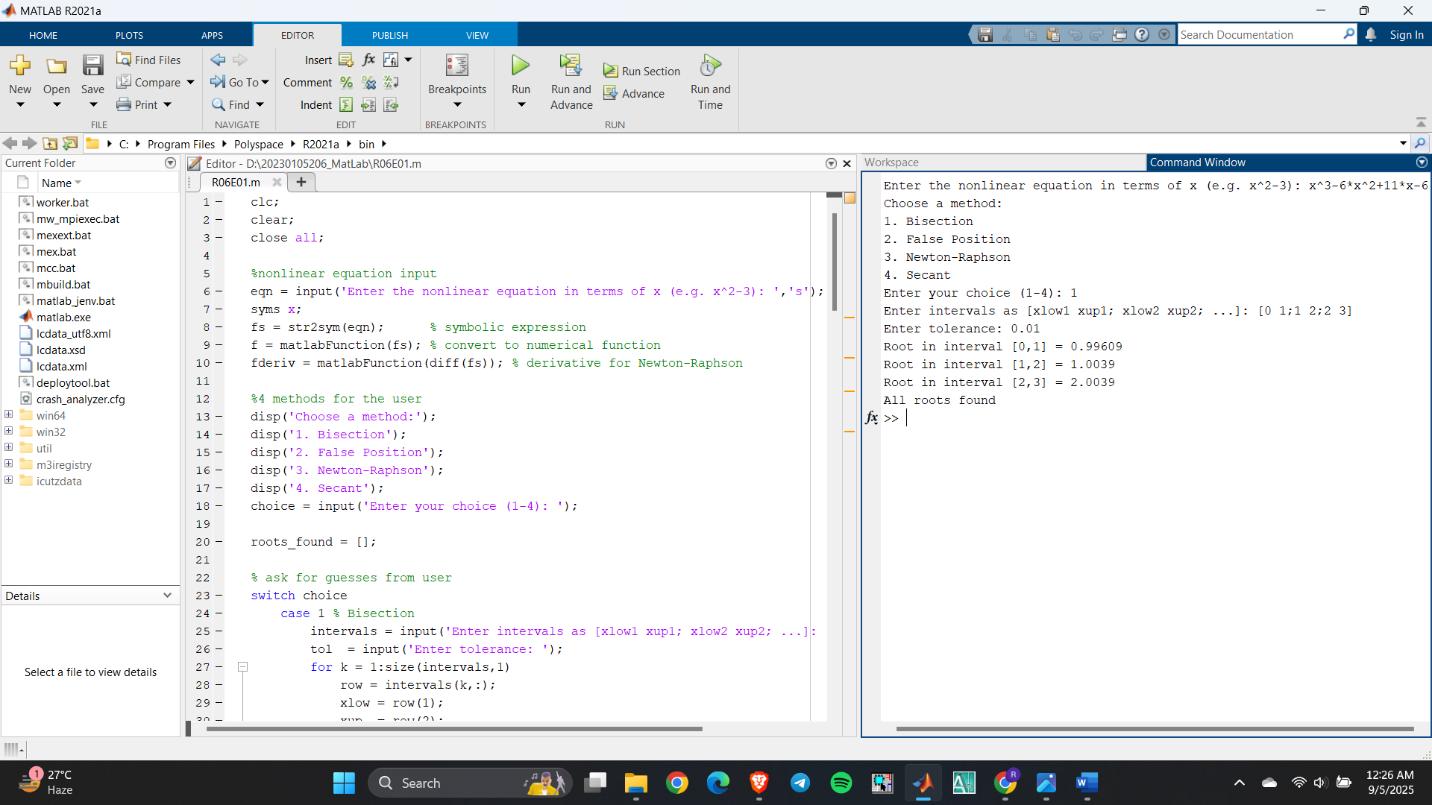 MATLAB R2021a
HOME PLOTS APPS EDITOR PUBLISH VIEW
Search Documentation
Sign In
New
Open
Save
Find Files
Compare
Print
FILE
Go To
Find
NAVIGATE
Insert fx
Comment %
Indent
EDIT
Breakpoints
BREAKPOINTS
Run
Run and Advance
Run Section
Advance
Run and Time
RUN
C: Program Files Polyspace R2021a bin
Current Folder
Name
worker.bat
mw_mpiexec.bat
mexext.bat
mex.bat
mcc.bat
mbuild.bat
matlab_jenv.bat
matlab.exe
lcdata_utf8.xml
lcdata.xsd
lcdata.xml
deploytool.bat
crash_analyzer.cfg
win64
win32
util
m3iregistry
icutzdata
Details
Select a file to view details
Editor - D:\20230105206_MatLab\R06E01.m
R06E01.m
1 clc;
2 clear;
3 close all;
4
5 %nonlinear equation input
6 eqn = input('Enter the nonlinear equation in terms of x (e.g. x^2-3): ','s');
7 syms x;
8 fs = str2sym(eqn); % symbolic expression
9 f = matlabFunction(fs); % convert to numerical function
10 fderiv = matlabFunction(diff(fs)); % derivative for Newton-Raphson
11
12 %4 methods for the user
13 disp('Choose a method:');
14 disp('1. Bisection');
15 disp('2. False Position');
16 disp('3. Newton-Raphson');
17 disp('4. Secant');
18 choice = input('Enter your choice (1-4): ');
19
20 roots_found = [];
21
22 % ask for guesses from user
23 switch choice
24 case 1 % Bisection
25 intervals = input('Enter intervals as [xlow1 xup1; xlow2 xup2; ...]:
26 tol = input('Enter tolerance: ');
27 for k = 1:size(intervals,1)
28 row = intervals(k,:);
29 xlow = row(1);
30 xup = row(2);
Workspace
Command Window
Enter the nonlinear equation in terms of x (e.g. x^2-3): x^3-6*x^2+11*x-6
Choose a method:
1. Bisection
2. False Position
3. Newton-Raphson
4. Secant
Enter your choice (1-4): 1
Enter intervals as [xlow1 xup1; xlow2 xup2; ...]: [0 1;1 2;2 3]
Enter tolerance: 0.01
Root in interval [0,1] = 0.99609
Root in interval [1,2] = 1.0039
Root in interval [2,3] = 2.0039
All roots found
fx >>
1
27°C
Haze
Search
12:26 AM
9/5/2025